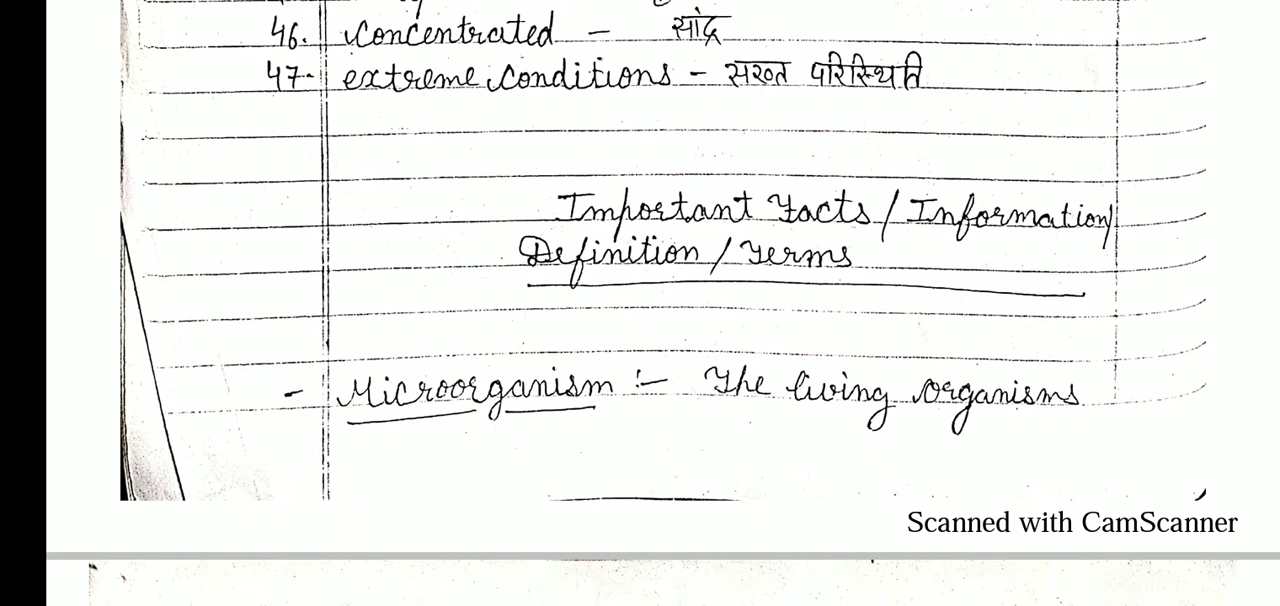 46. Concentrated - सांद्र
47. extreme conditions - सख्त परिस्थिति
Important Facts / Information/
Definition / Terms
- Microorganism :- The living organisms
Scanned with CamScanner